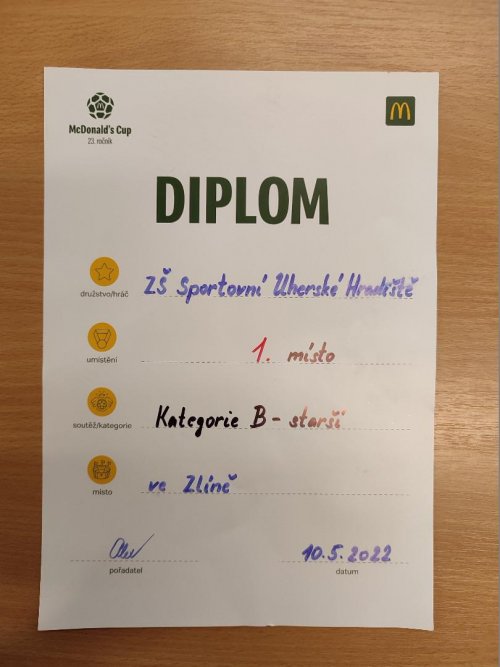 McDonald's Cup
23. ročník
DIPLOM
družstvo/hráč ZŠ Sportovní Uherské Hradiště
umístění 1. místo
soutěž/kategorie Kategorie B - starší
místo ve Zlíně
10.5.2022
pořadatel datum